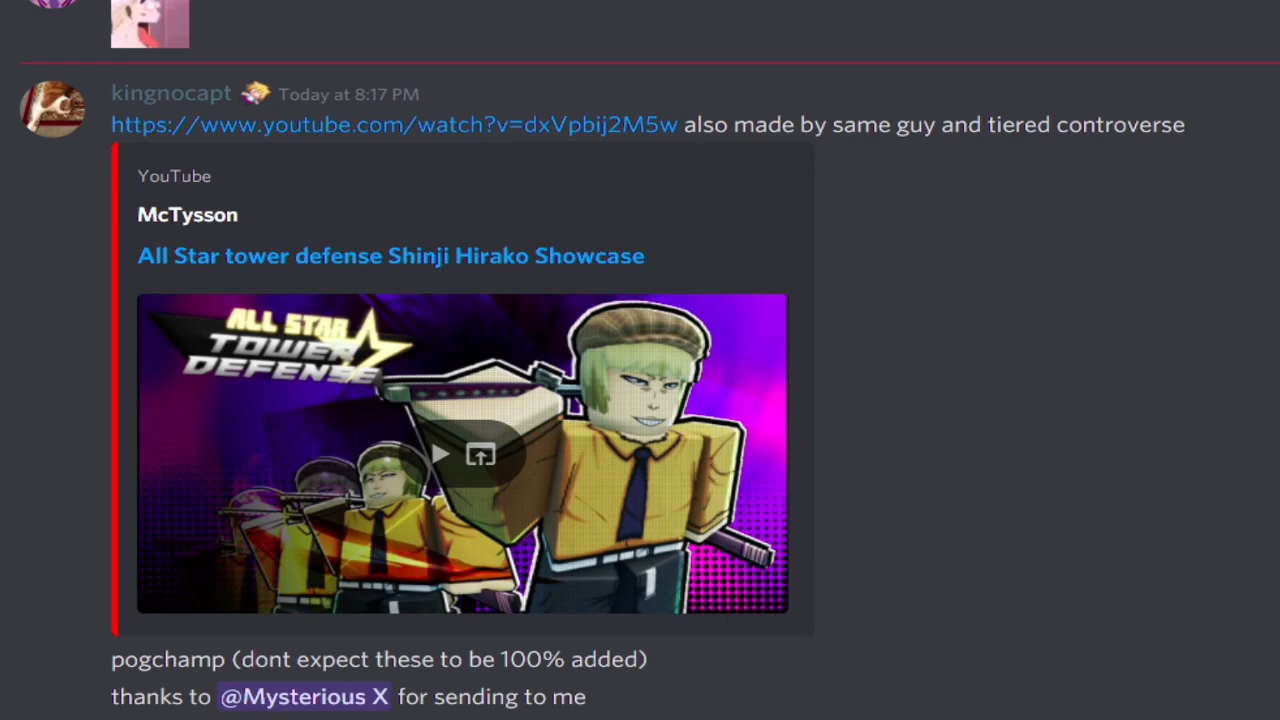 kingnocapt Today at 8:17 PM
https://www.youtube.com/watch?v=dxVpbij2M5w also made by same guy and tiered controverse
YouTube
McTysson
All Star tower defense Shinji Hirako Showcase
ALL STAR
TOWER
DEFENSE
pogchamp (dont expect these to be 100% added)
thanks to @Mysterious X for sending to me